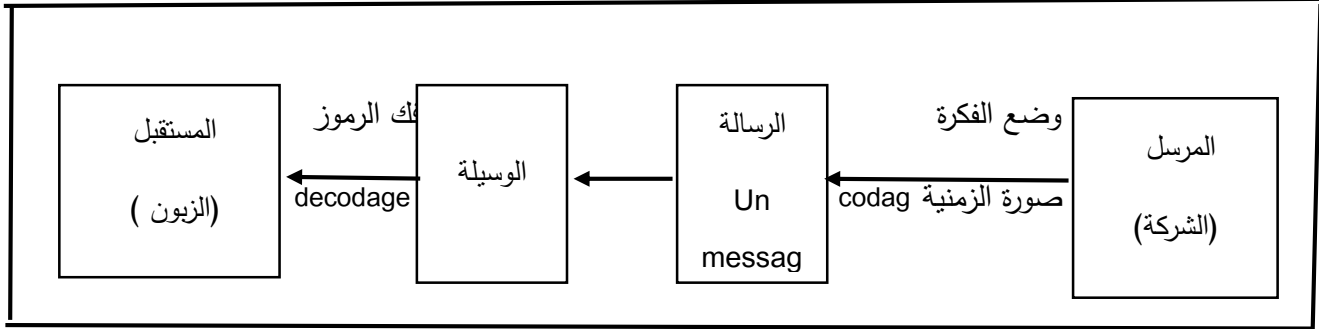 المرسل
(الشركة)
وضع الفكرة
صورة الزمنية codag
الرسالة
Un
messag
الوسيلة
فك الرموز
decodage
المستقبل
(الزبون )